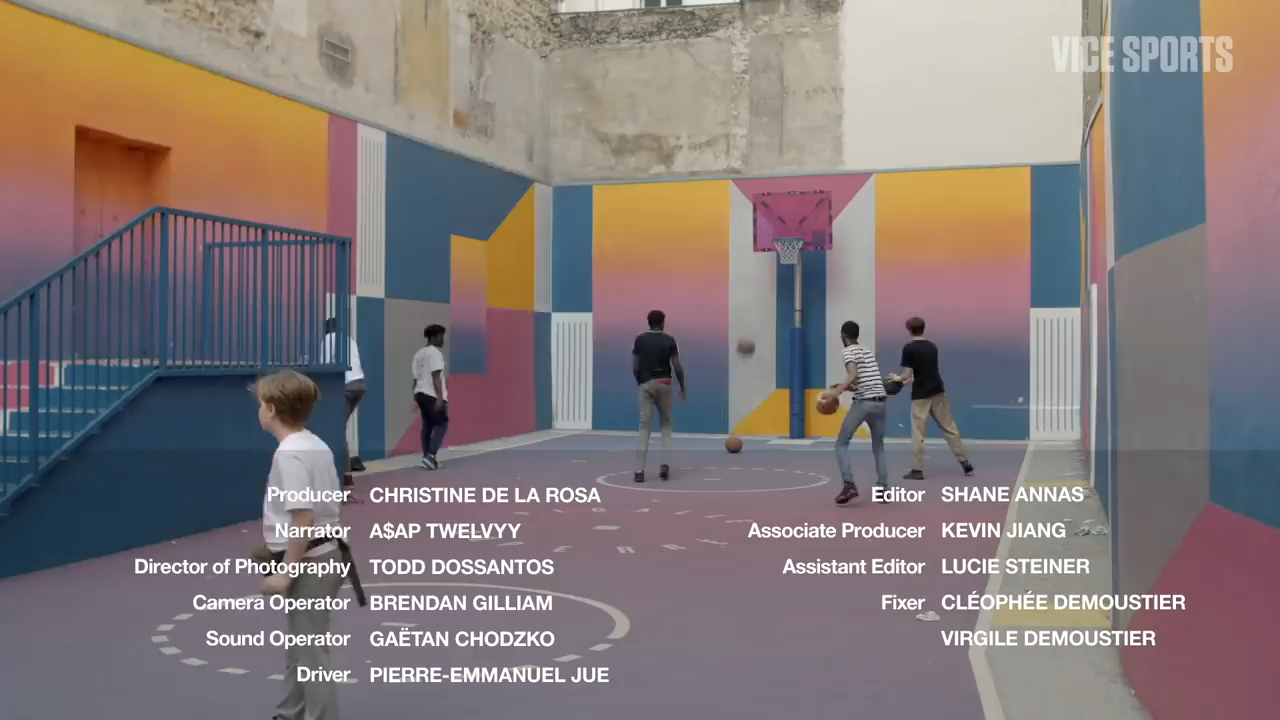 VICE SPORTS
Producer CHRISTINE DE LA ROSA
Narrator A$AP TWELVYY
Director of Photography TODD DOSSANTOS
Camera Operator BRENDAN GILLIAM
Sound Operator GAËTAN CHODZKO
Driver PIERRE-EMMANUEL JUE
Editor SHANE ANNAS
Associate Producer KEVIN JIANG
Assistant Editor LUCIE STEINER
Fixer CLÉOPHÉE DEMOUSTIER
VIRGILE DEMOUSTIER